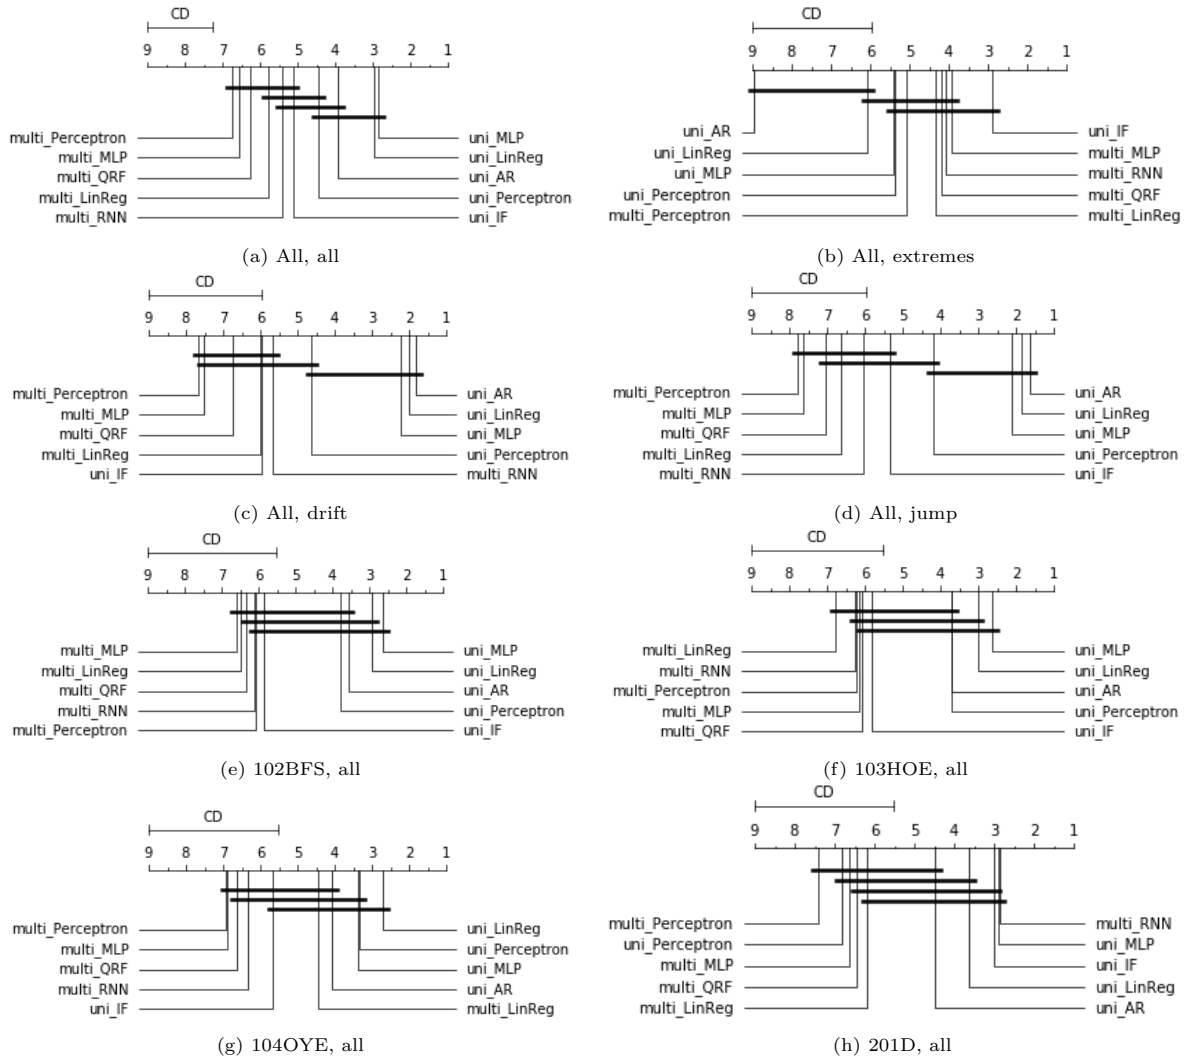 CD
9 8 7 6 5 4 3 2 1
multi_Perceptron
multi_MLP
multi_QRF
multi_LinReg
multi_RNN
uni_MLP
uni_LinReg
uni_AR
uni_Perceptron
uni_IF
(a) All, all
CD
9 8 7 6 5 4 3 2 1
uni_AR
uni_LinReg
uni_MLP
uni_Perceptron
multi_Perceptron
uni_IF
multi_MLP
multi_RNN
multi_QRF
multi_LinReg
(b) All, extremes
CD
9 8 7 6 5 4 3 2 1
multi_Perceptron
multi_MLP
multi_QRF
multi_LinReg
uni_IF
uni_AR
uni_LinReg
uni_MLP
uni_Perceptron
multi_RNN
(c) All, drift
CD
9 8 7 6 5 4 3 2 1
multi_Perceptron
multi_MLP
multi_QRF
multi_LinReg
multi_RNN
uni_AR
uni_LinReg
uni_MLP
uni_Perceptron
uni_IF
(d) All, jump
CD
9 8 7 6 5 4 3 2 1
multi_MLP
multi_LinReg
multi_QRF
multi_RNN
multi_Perceptron
uni_MLP
uni_LinReg
uni_AR
uni_Perceptron
uni_IF
(e) 102BFS, all
CD
9 8 7 6 5 4 3 2 1
multi_LinReg
multi_RNN
multi_Perceptron
multi_MLP
multi_QRF
uni_MLP
uni_LinReg
uni_AR
uni_Perceptron
uni_IF
(f) 103HOE, all
CD
9 8 7 6 5 4 3 2 1
multi_Perceptron
multi_MLP
multi_QRF
multi_RNN
uni_IF
uni_LinReg
uni_Perceptron
uni_MLP
uni_AR
multi_LinReg
(g) 104OYE, all
CD
9 8 7 6 5 4 3 2 1
multi_Perceptron
uni_Perceptron
multi_MLP
multi_QRF
multi_LinReg
multi_RNN
uni_MLP
uni_IF
uni_LinReg
uni_AR
(h) 201D, all